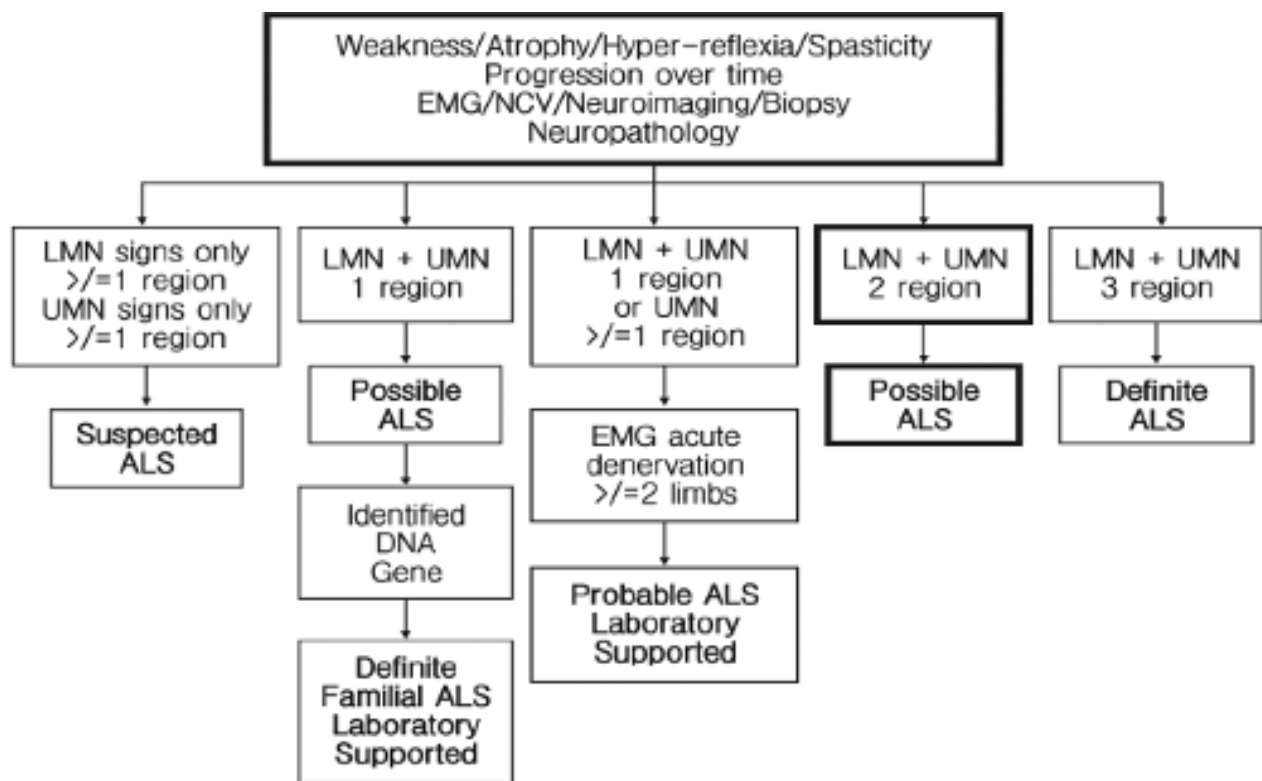 Weakness/Atrophy/Hyper-reflexia/Spasticity
Progression over time
EMG/NCV/Neuroimaging/Biopsy
Neuropathology
LMN signs only
>/=1 region
UMN signs only
>/=1 region
Suspected
ALS
LMN + UMN
1 region
Possible
ALS
Identified
DNA
Gene
Definite
Familial ALS
Laboratory
Supported
LMN + UMN
1 region
or UMN
>/=1 region
EMG acute
denervation
>/=2 limbs
Probable ALS
Laboratory
Supported
LMN + UMN
2 region
Possible
ALS
LMN + UMN
3 region
Definite
ALS